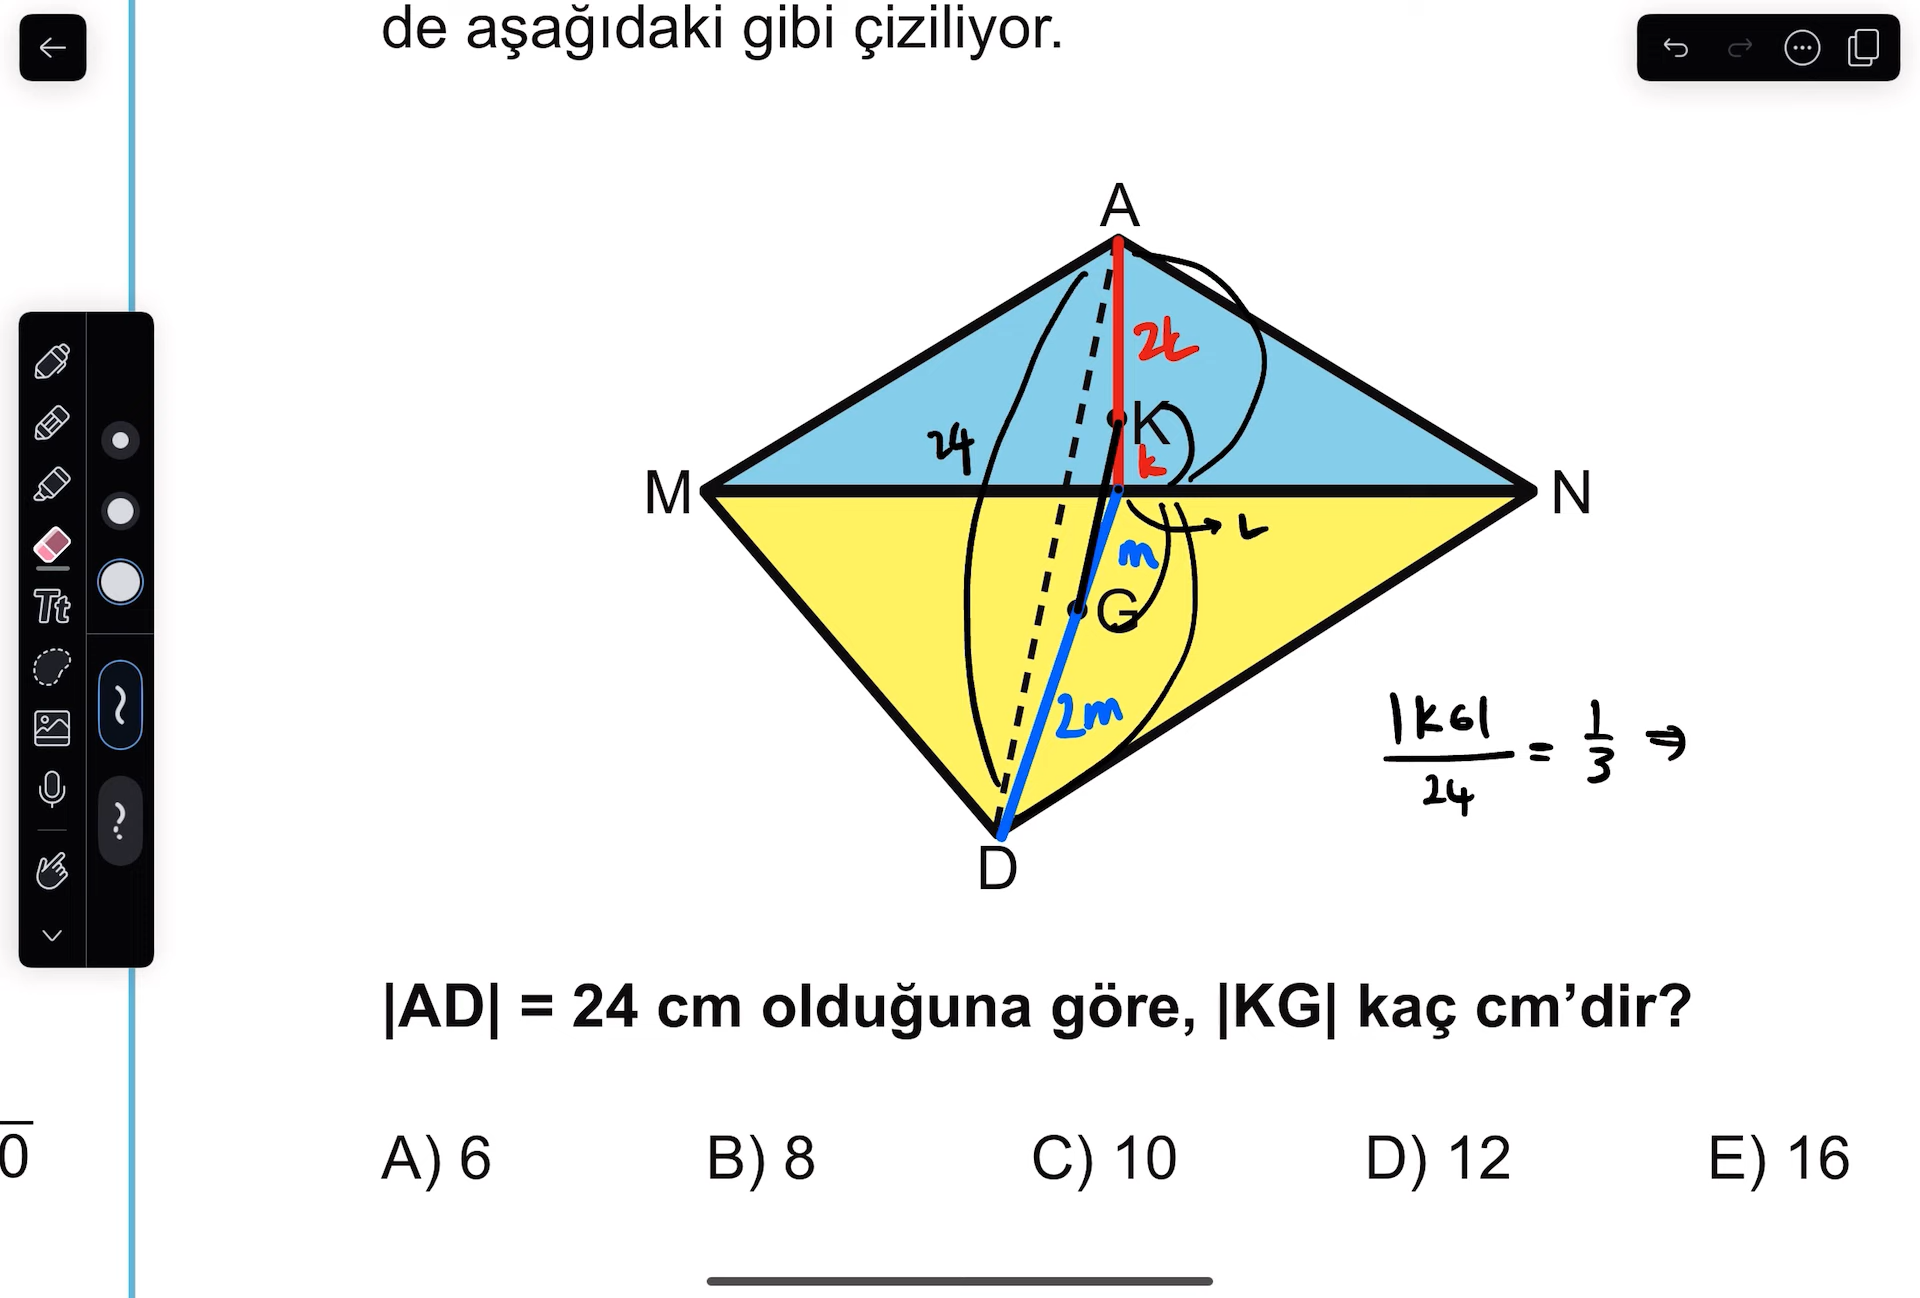 de aşağıdaki gibi çiziliyor.
A
2k
24
K
k
M
N
L
m
G
2m
|KG|
24
= 1
3
⇒
D
Tt
|AD| = 24 cm olduğuna göre, |KG| kaç cm’dir?
0
A) 6 B) 8 C) 10 D) 12 E) 16